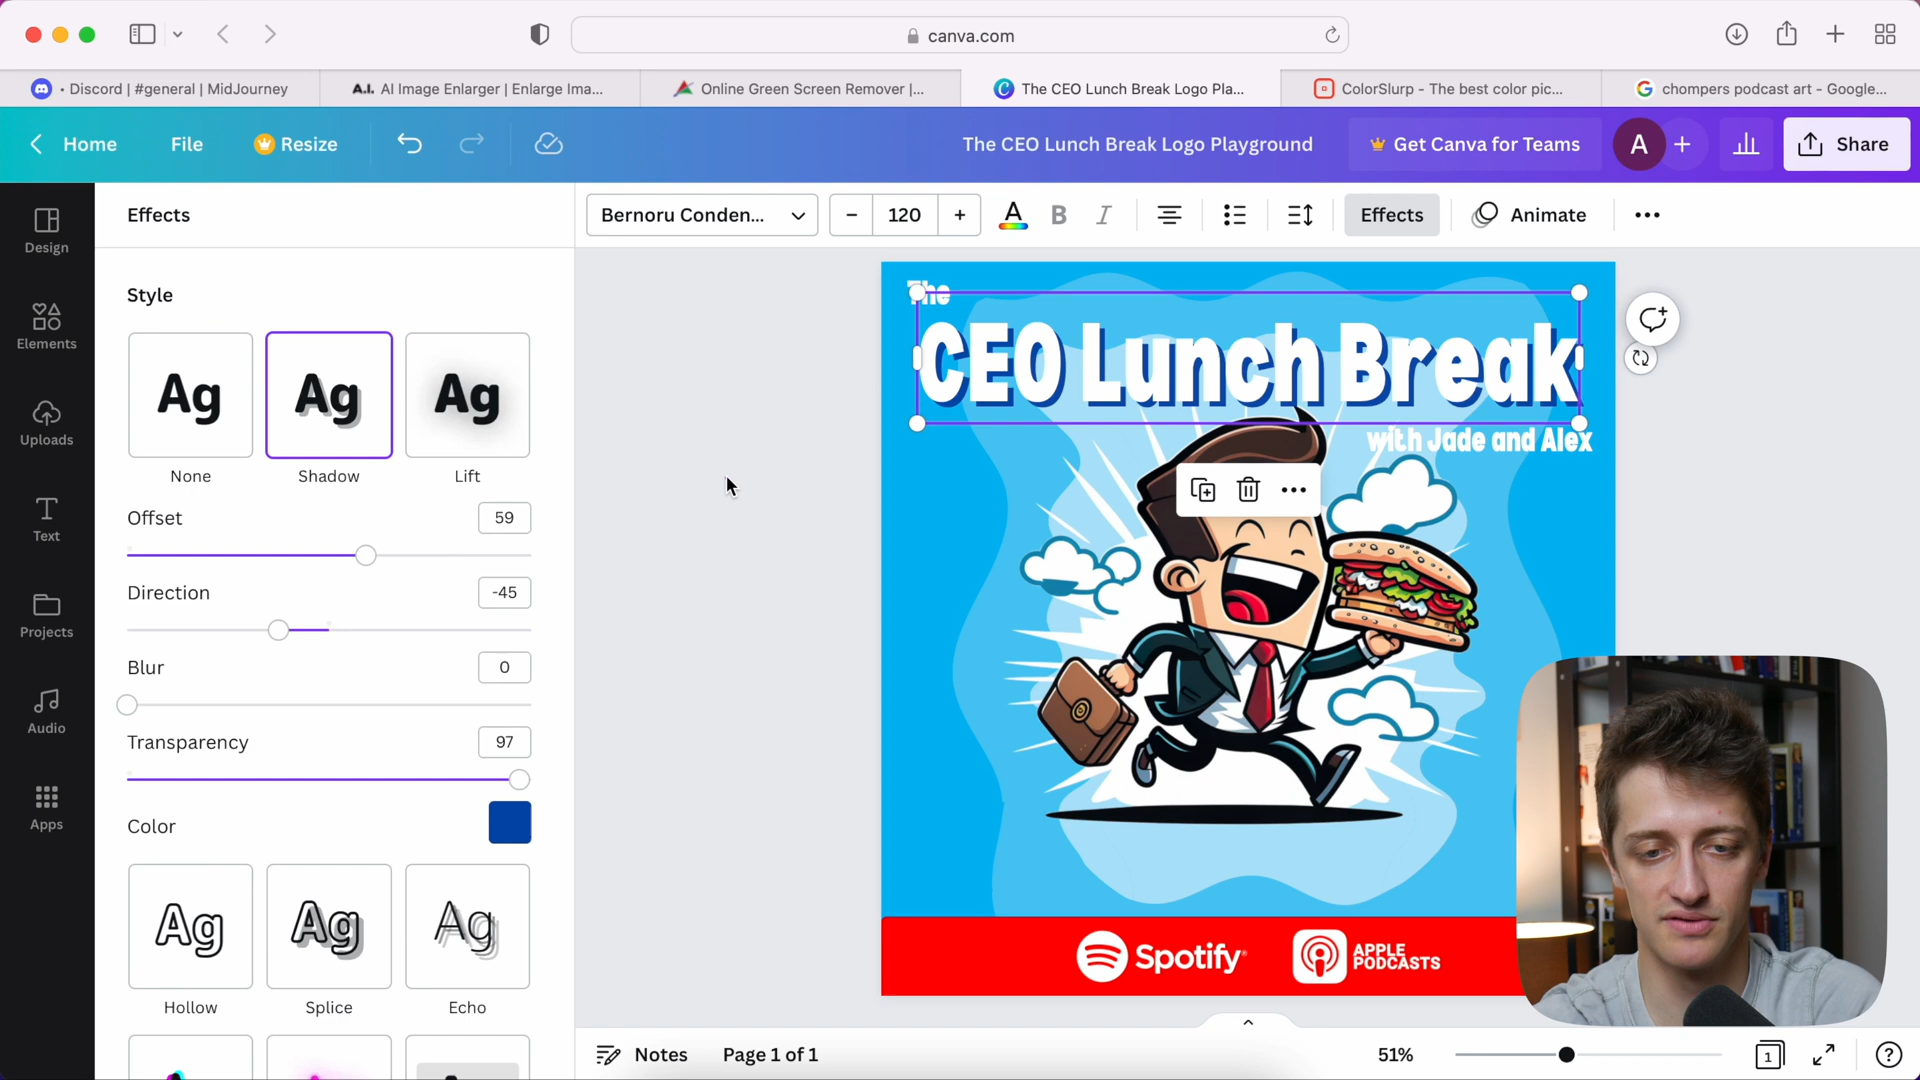 canva.com
• Discord | #general | MidJourney
A.I. AI Image Enlarger | Enlarge Ima...
Online Green Screen Remover |...
The CEO Lunch Break Logo Pla...
ColorSlurp - The best color pic...
chompers podcast art - Google...
Home
File
Resize
The CEO Lunch Break Logo Playground
Get Canva for Teams
A
Share
Design
Elements
Uploads
Text
Projects
Audio
Apps
Effects
Bernoru Conden...
120
A
B
I
Effects
Animate
Style
Ag
Ag
Ag
None
Shadow
Lift
Offset
59
Direction
-45
Blur
0
Transparency
97
Color
Ag
Ag
Ag
Hollow
Splice
Echo
The
CEO Lunch Break
with Jade and Alex
Spotify
APPLE
PODCASTS
Notes
Page 1 of 1
51%
1
?